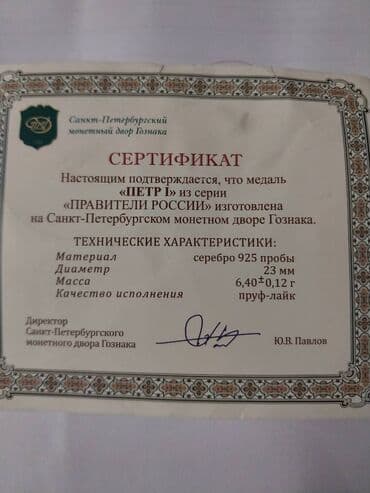 Санкт-Петербургский
монетный двор Гознака
СЕРТИФИКАТ
Настоящим подтверждается, что медаль
«ПЕТР I» из серии
«ПРАВИТЕЛИ РОССИИ» изготовлена
на Санкт-Петербургском монетном дворе Гознака.
ТЕХНИЧЕСКИЕ ХАРАКТЕРИСТИКИ:
Материал серебро 925 пробы
Диаметр 23 мм
Масса 6,40±0,12 г
Качество исполнения пруф-лайк
Директор
Санкт-Петербургского
монетного двора Гознака Ю.В. Павлов